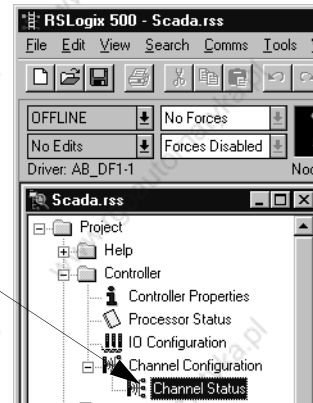 RSLogix 500 - Scada.rss
File Edit View Search Comms Tools
OFFLINE No Forces
No Edits Forces Disabled
Driver: AB_DF1-1 Noc
Scada.rss
Project
Help
Controller
Controller Properties
Processor Status
IO Configuration
Channel Configuration
Channel Status